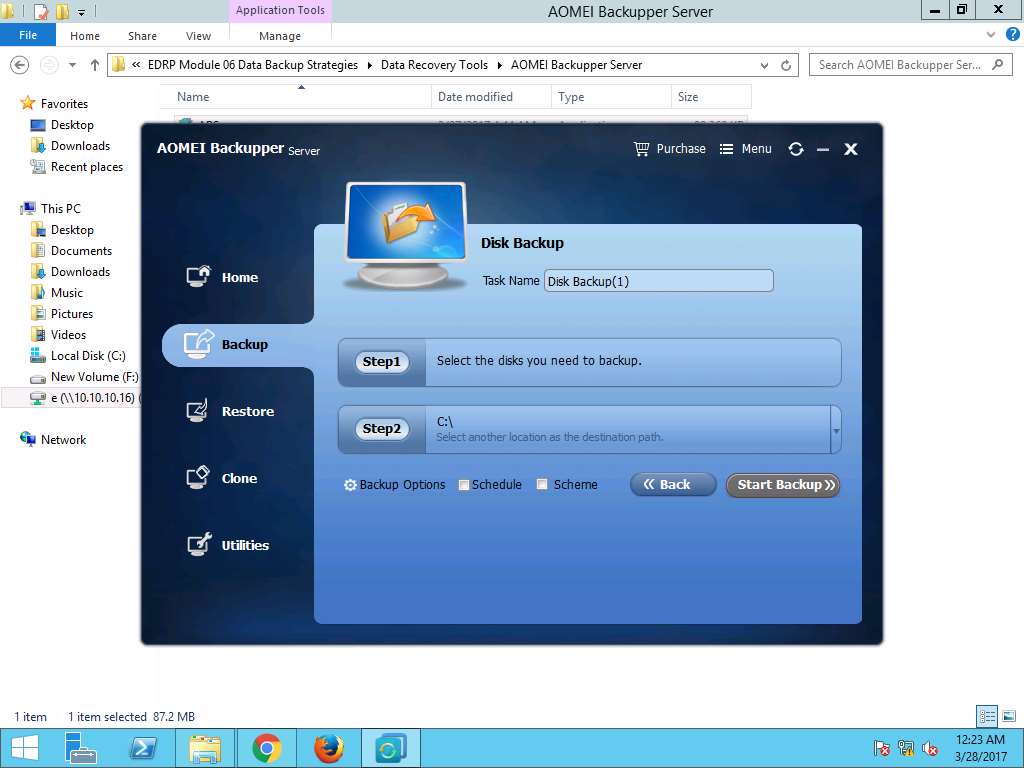 Application Tools
AOMEI Backupper Server
File
Home
Share
View
Manage
« EDRP Module 06 Data Backup Strategies
Data Recovery Tools
AOMEI Backupper Server
Search AOMEI Backupper Ser...
Favorites
Desktop
Downloads
Recent places
This PC
Desktop
Documents
Downloads
Music
Pictures
Videos
Local Disk (C:)
New Volume (F:)
e (\\10.10.10.16) (
Network
Name
Date modified
Type
Size
AOMEI Backupper Server
Purchase
Menu
Home
Backup
Restore
Clone
Utilities
Disk Backup
Task Name
Disk Backup(1)
Step1
Select the disks you need to backup.
Step2
C:\
Select another location as the destination path.
Backup Options
Schedule
Scheme
Back
Start Backup
1 item
1 item selected 87.2 MB
12:23 AM
3/28/2017